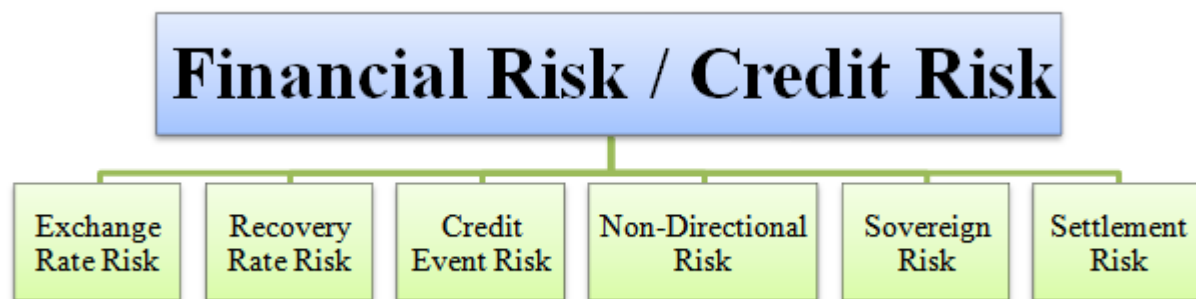 Financial Risk / Credit Risk
Exchange
Rate Risk
Recovery
Rate Risk
Credit
Event Risk
Non-Directional
Risk
Sovereign
Risk
Settlement
Risk